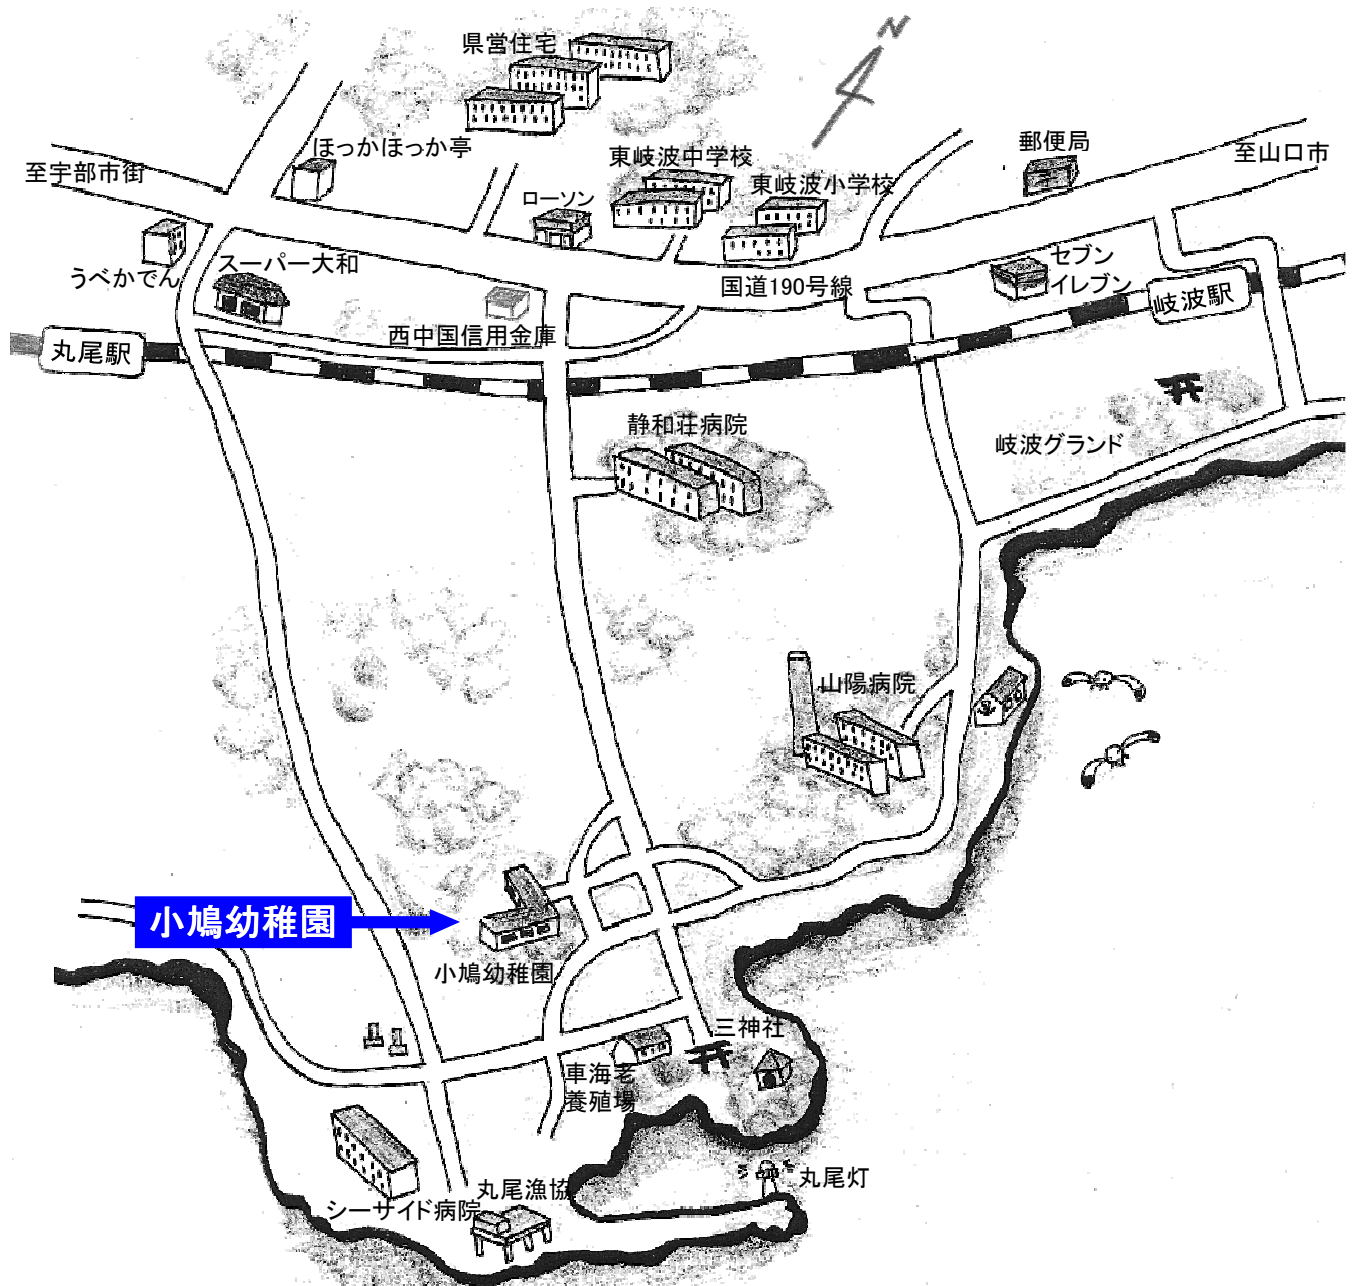 N
県営住宅
ほっかほっか亭
東岐波中学校
郵便局
至山口市
至宇部市街
ローソン
東岐波小学校
うべかでん
スーパー大和
国道190号線
セブン
イレブン
岐波駅
西中国信用金庫
丸尾駅
静和荘病院
岐波グランド
山陽病院
小鳩幼稚園
小鳩幼稚園
三神社
車海老
養殖場
丸尾漁協
丸尾灯
シーサイド病院